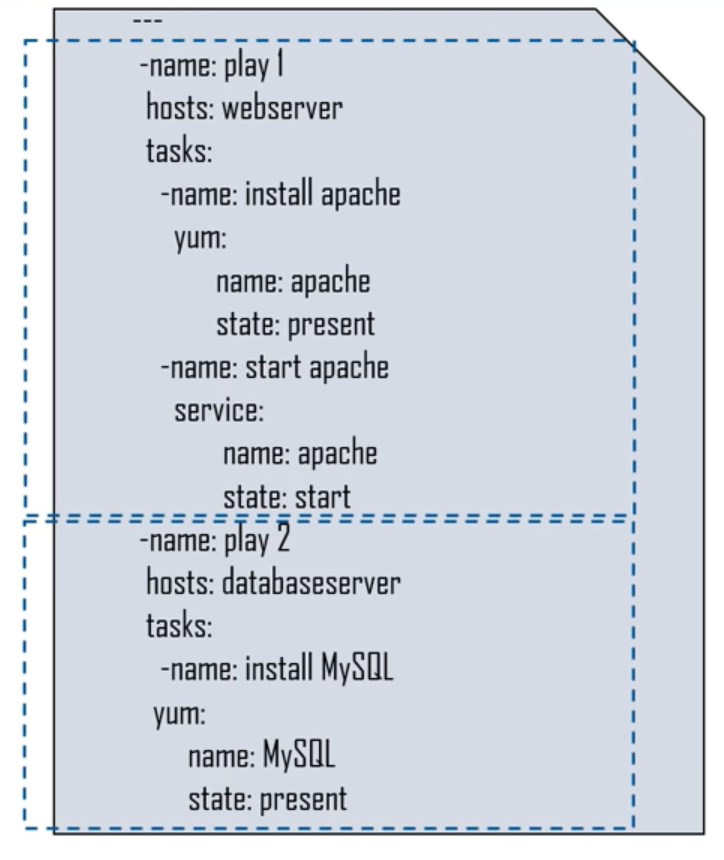 ---
-name: play 1
hosts: webserver
tasks:
-name: install apache
yum:
name: apache
state: present
-name: start apache
service:
name: apache
state: start
-name: play 2
hosts: databaseserver
tasks:
-name: install MySQL
yum:
name: MySQL
state: present